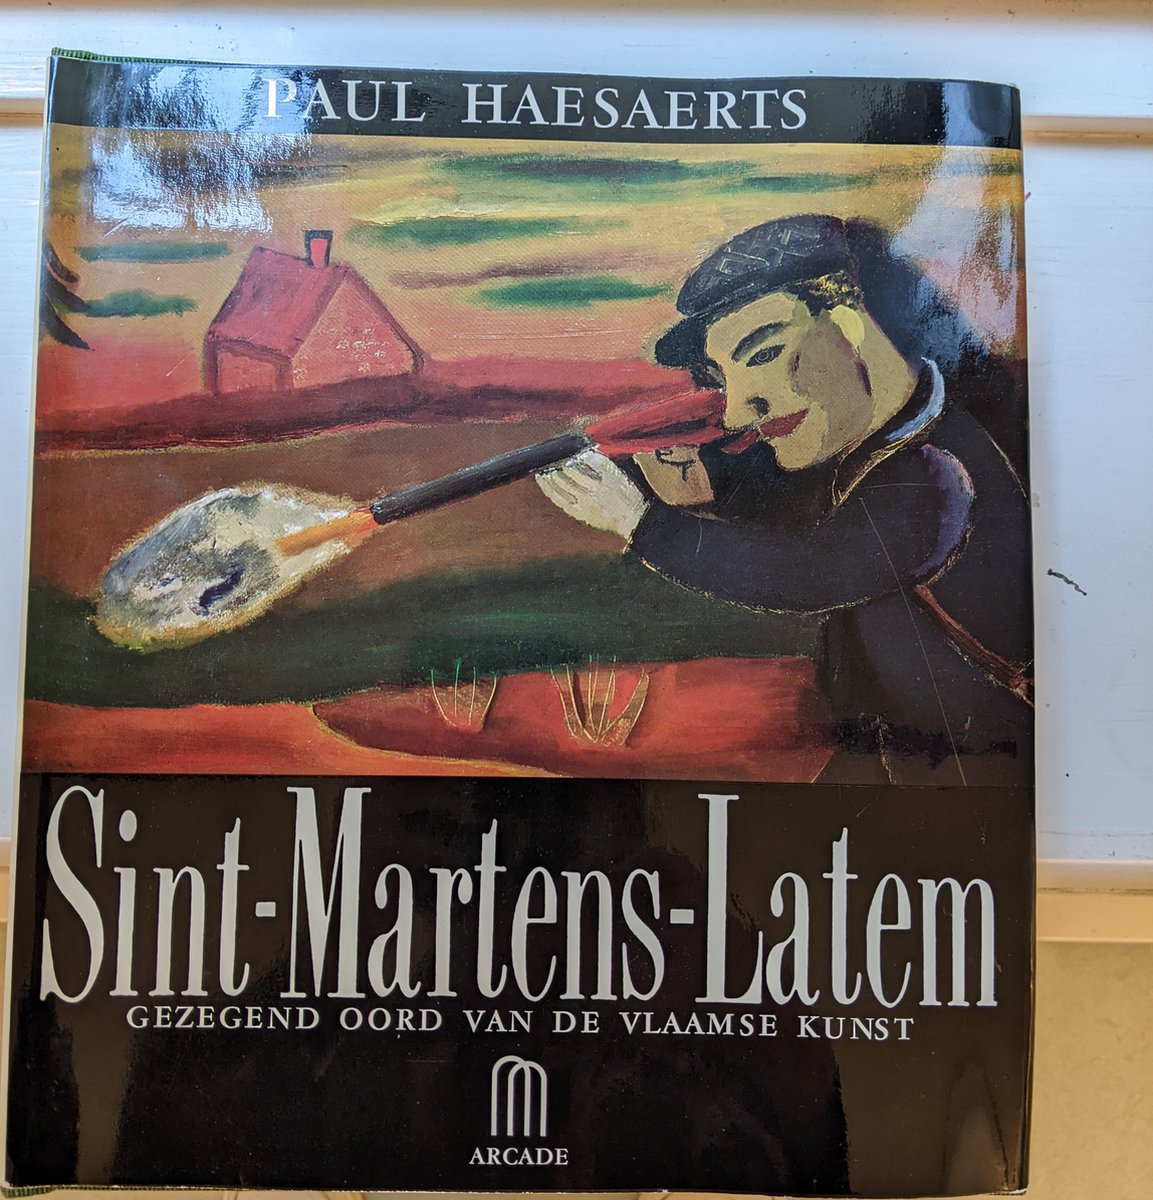 PAUL HAESAERTS
Sint-Martens-Latem
GEZEGEND OORD VAN DE VLAAMSE KUNST
ARCADE